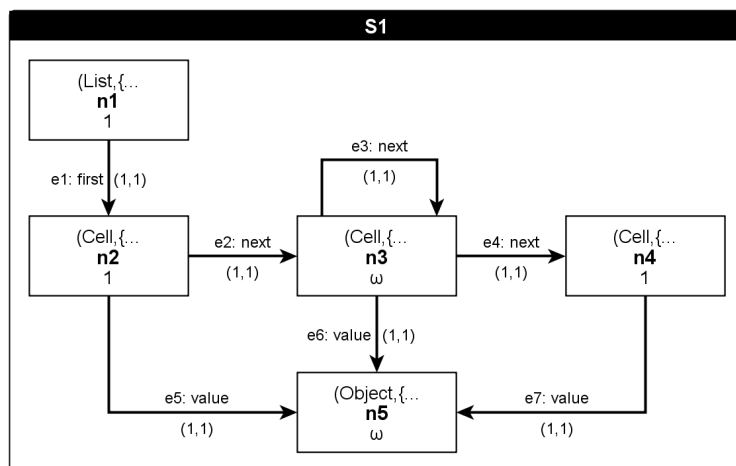 S1
(List,{...
n1
1
e1: first (1,1)
e3: next
(1,1)
(Cell,{...
n2
1
e2: next
(1,1)
(Cell,{...
n3
ω
e4: next
(1,1)
(Cell,{...
n4
1
e6: value (1,1)
e5: value
(1,1)
(Object,{...
n5
ω
e7: value
(1,1)